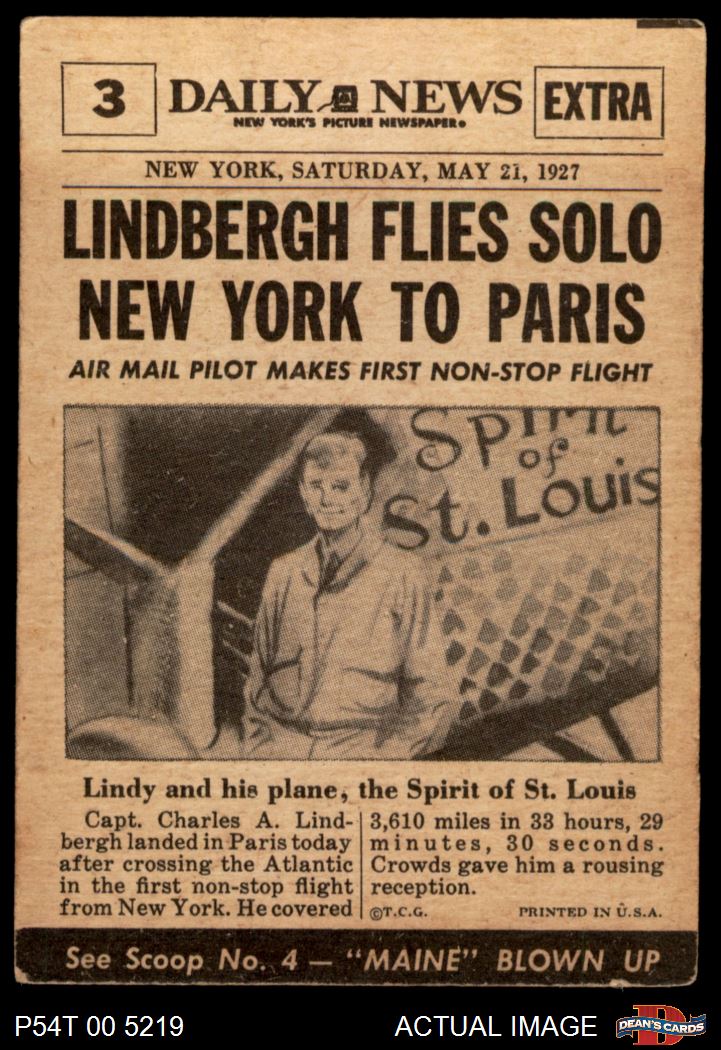 3
DAILY NEWS
NEW YORK'S PICTURE NEWSPAPER
EXTRA
NEW YORK, SATURDAY, MAY 21, 1927
LINDBERGH FLIES SOLO
NEW YORK TO PARIS
AIR MAIL PILOT MAKES FIRST NON-STOP FLIGHT
Spirit
of
St. Louis
Lindy and his plane, the Spirit of St. Louis
Capt. Charles A. Lind-
bergh landed in Paris today
after crossing the Atlantic
in the first non-stop flight
from New York. He covered
3,610 miles in 33 hours, 29
minutes, 30 seconds.
Crowds gave him a rousing
reception.
©T.C.G. PRINTED IN U.S.A.
See Scoop No. 4 — "MAINE" BLOWN UP
P54T 00 5219
ACTUAL IMAGE
D
DEAN'S CARDS